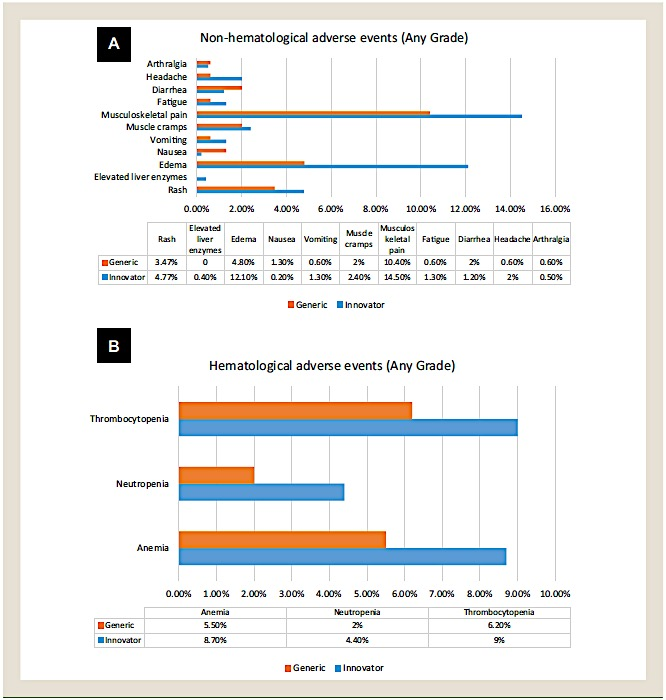 A
Non-hematological adverse events (Any Grade)
Arthralgia
Headache
Diarrhea
Fatigue
Musculoskeletal pain
Muscle cramps
Vomiting
Nausea
Edema
Elevated liver enzymes
Rash
0.00% 2.00% 4.00% 6.00% 8.00% 10.00% 12.00% 14.00% 16.00%
Rash Elevated liver enzymes Edema Nausea Vomiting Muscle cramps Musculos keletal pain Fatigue Diarrhea Headache Arthralgia
Generic 3.47% 0 4.80% 1.30% 0.60% 2% 10.40% 0.60% 2% 0.60% 0.60%
Innovator 4.77% 0.40% 12.10% 0.20% 1.30% 2.40% 14.50% 1.30% 1.20% 2% 0.50%
Generic Innovator
B
Hematological adverse events (Any Grade)
Thrombocytopenia
Neutropenia
Anemia
0.00% 1.00% 2.00% 3.00% 4.00% 5.00% 6.00% 7.00% 8.00% 9.00% 10.00%
Anemia Neutropenia Thrombocytopenia
Generic 5.50% 2% 6.20%
Innovator 8.70% 4.40% 9%
Generic Innovator